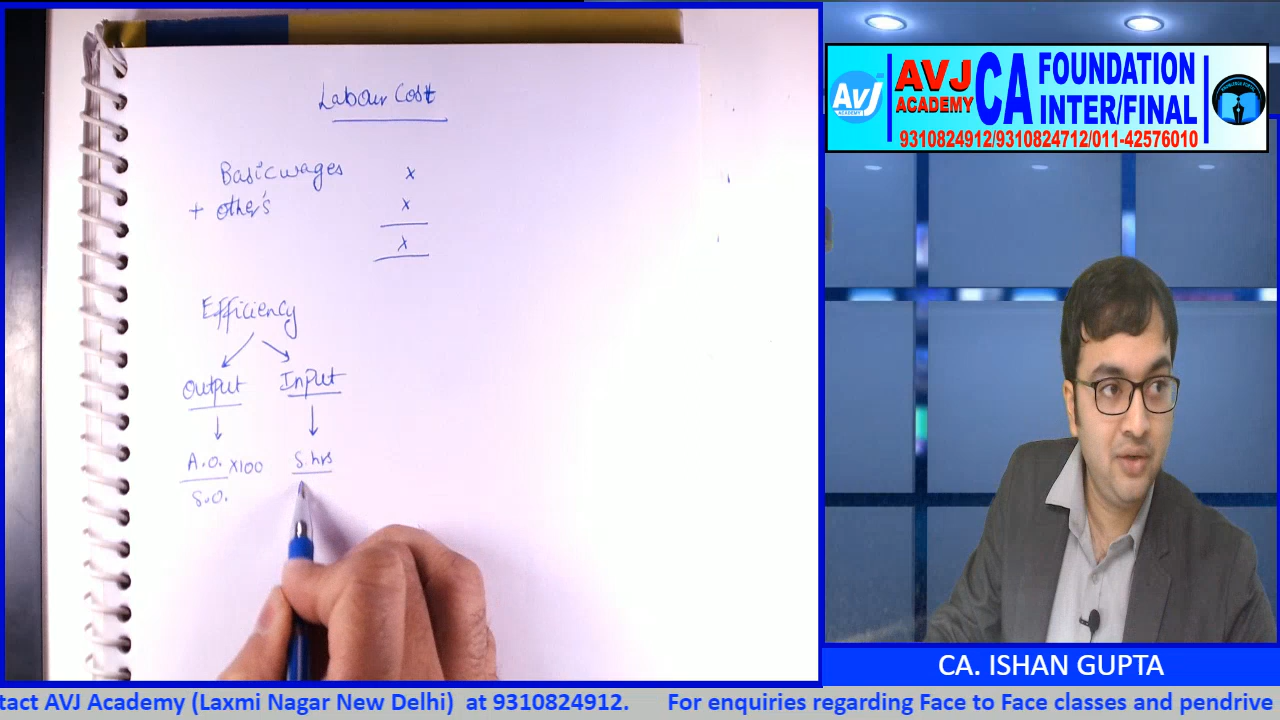 Labour Cost
Basic wages x
+ other's x
x
Efficiency
Output Input
A.O. X100 S.hrs
S.O.
AVJ ACADEMY
AVJ
ACADEMY
CA
FOUNDATION
INTER/FINAL
9310824912/9310824712/011-42576010
CA. ISHAN GUPTA
tact AVJ Academy (Laxmi Nagar New Delhi) at 9310824912. For enquiries regarding Face to Face classes and pendrive